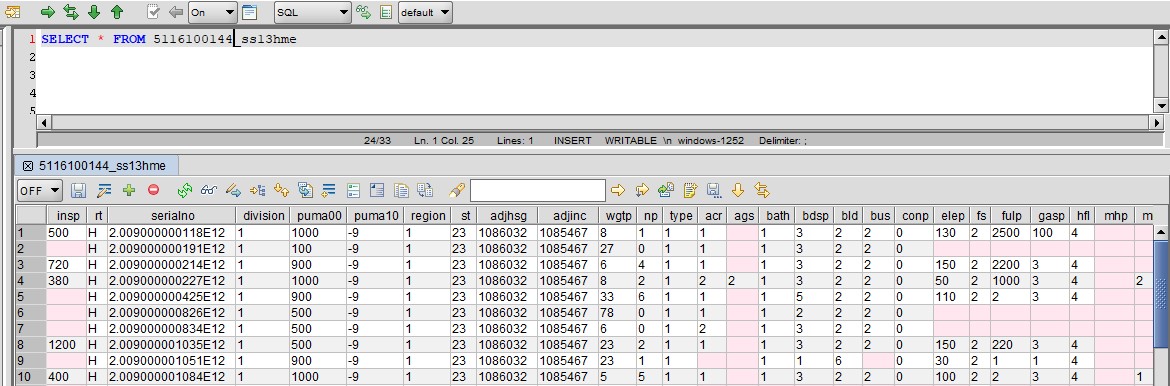 On SQL default
1 SELECT * FROM 5116100144_ss13hme
2
3
4
5
24/33 Ln. 1 Col. 25 Lines: 1 INSERT WRITABLE \n windows-1252 Delimiter: ;
5116100144_ss13hme
OFF
insp rt serialno division puma00 puma10 region st adjhsg adjinc wgtp np type acr ags bath bdsp bld bus conp elep fs fulp gasp hfl mhp m
1 500 H 2.009000000118E12 1 1000 -9 1 23 1086032 1085467 8 1 1 1 1 3 2 2 0 130 2 2500 100 4
2 H 2.009000000191E12 1 100 -9 1 23 1086032 1085467 27 0 1 1 1 3 2 2 0
3 720 H 2.009000000214E12 1 900 -9 1 23 1086032 1085467 6 4 1 1 1 3 2 2 0 150 2 2200 3 4
4 380 H 2.009000000227E12 1 1000 -9 1 23 1086032 1085467 8 2 1 2 2 1 3 2 2 0 50 2 1000 3 4 2
5 H 2.009000000425E12 1 900 -9 1 23 1086032 1085467 33 6 1 1 1 5 2 2 0 110 2 2 3 4
6 H 2.009000000826E12 1 500 -9 1 23 1086032 1085467 78 0 1 1 1 2 2 2 0
7 H 2.009000000834E12 1 500 -9 1 23 1086032 1085467 6 0 1 2 1 3 2 2 0
8 1200 H 2.009000001035E12 1 500 -9 1 23 1086032 1085467 23 2 1 1 1 3 2 2 0 150 2 220 3 4
9 H 2.009000001051E12 1 900 -9 1 23 1086032 1085467 23 1 1 1 1 6 0 30 2 1 1 4
10 400 H 2.009000001084E12 1 1000 -9 1 23 1086032 1085467 5 5 1 1 1 3 2 2 0 100 2 2 3 4 1